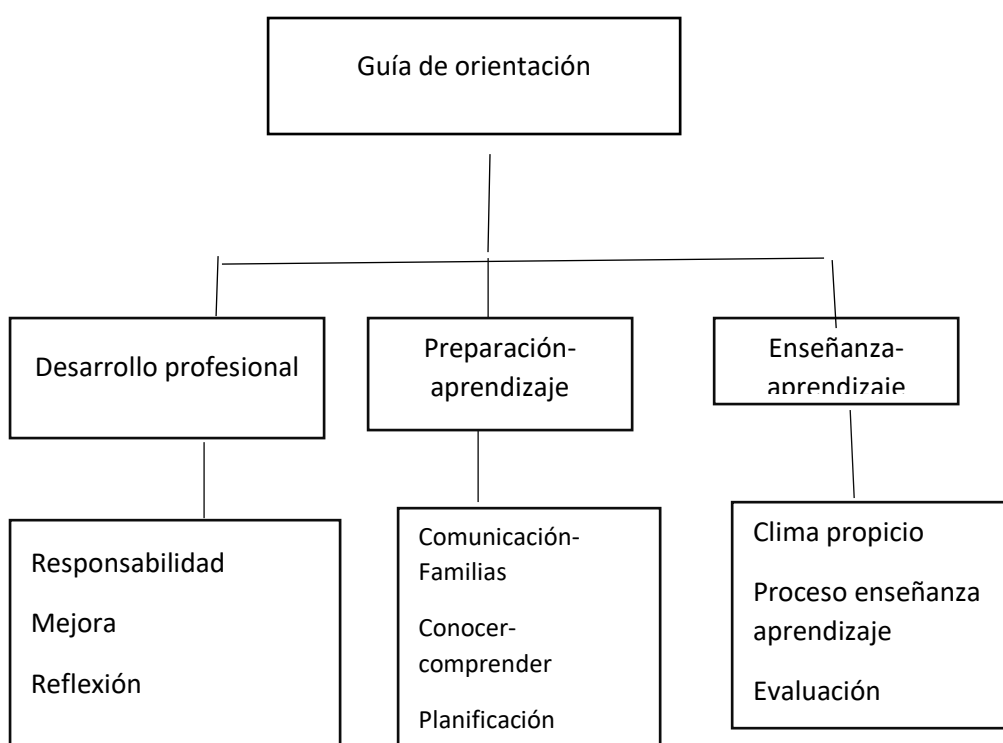 Guía de orientación
Desarrollo profesional
Preparación-
aprendizaje
Enseñanza-
aprendizaje
Responsabilidad
Mejora
Reflexión
Comunicación-
Familias
Conocer-
comprender
Planificación
Clima propicio
Proceso enseñanza
aprendizaje
Evaluación